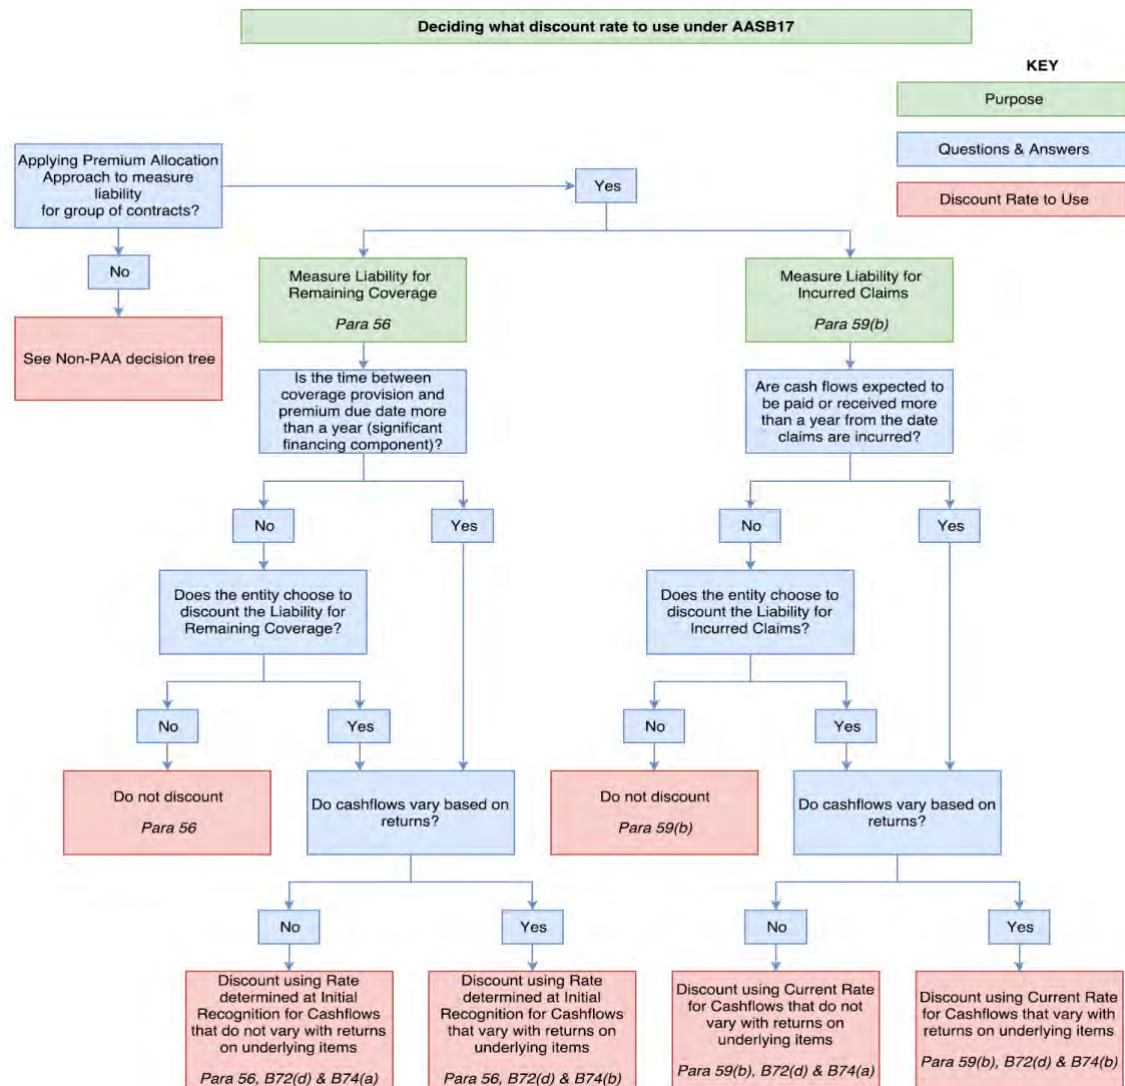 Deciding what discount rate to use under AASB17
KEY
Purpose
Questions & Answers
Discount Rate to Use
Applying Premium Allocation
Approach to measure
liability
for group of contracts?
Yes
No
See Non-PAA decision tree
Measure Liability for
Remaining Coverage
Para 56
Measure Liability for
Incurred Claims
Para 59(b)
Is the time between
coverage provision and
premium due date more
than a year (significant
financing component)?
Are cash flows expected to
be paid or received more
than a year from the date
claims are incurred?
No
Yes
No
Yes
Does the entity choose to
discount the Liability for
Remaining Coverage?
Does the entity choose to
discount the Liability for
Incurred Claims?
No
Yes
No
Yes
Do not discount
Para 56
Do cashflows vary based on
returns?
Do not discount
Para 59(b)
Do cashflows vary based on
returns?
No
Yes
No
Yes
Discount using Rate
determined at Initial
Recognition for Cashflows
that do not vary with returns
on underlying items
Para 56, B72(d) & B74(a)
Discount using Rate
determined at Initial
Recognition for Cashflows
that vary with returns on
underlying items
Para 56, B72(d) & B74(b)
Discount using Current Rate
for Cashflows that do not
vary with returns on
underlying items
Para 59(b), B72(d) & B74(a)
Discount using Current Rate
for Cashflows that vary with
returns on underlying items
Para 59(b), B72(d) & B74(b)